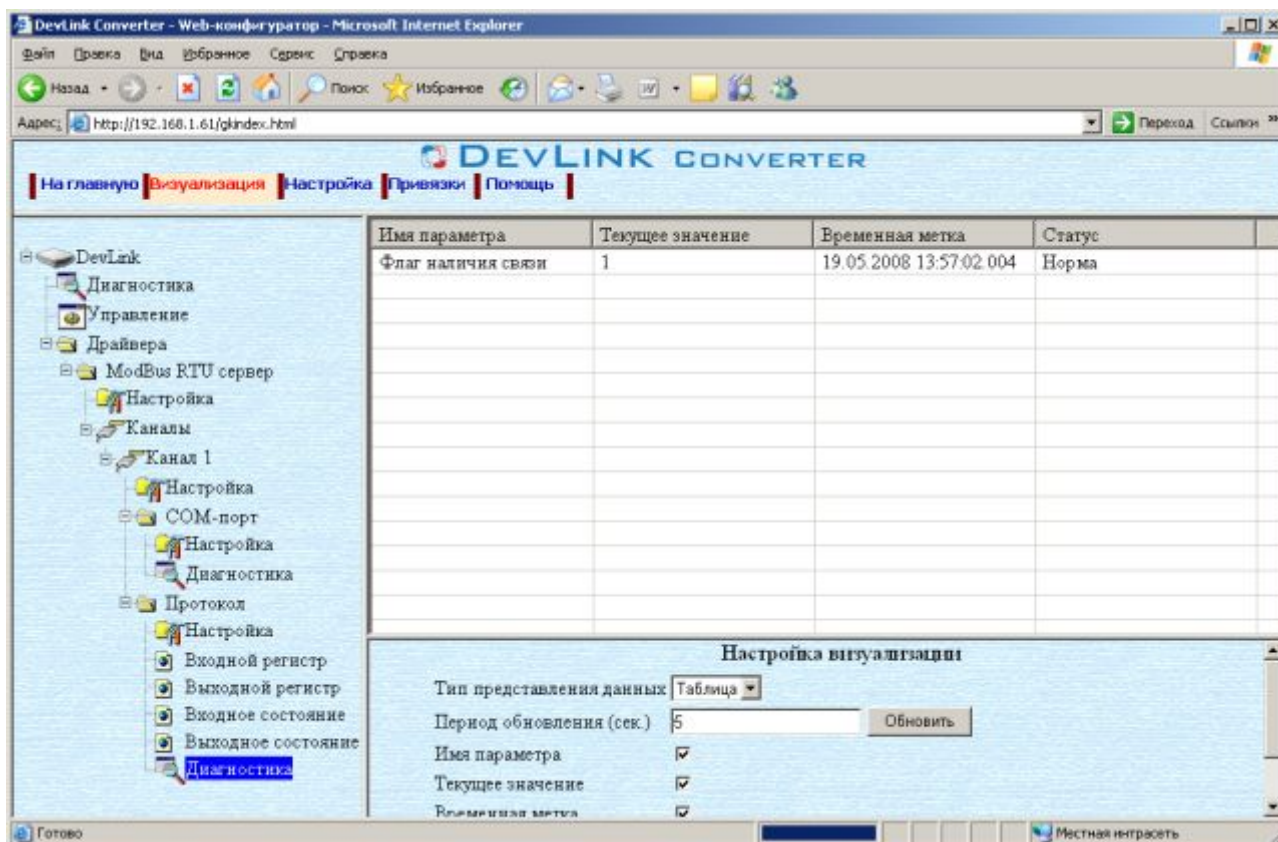 DevLink Converter - Web-конфигуратор - Microsoft Internet Explorer
Файл Правка Вид Избранное Сервис Справка
Назад Поиск Избранное
Адрес: http://192.168.1.61/gkindex.html Переход Ссылки »
DEVLINK CONVERTER
На главную Визуализация Настройка Привязки Помощь
DevLink
Диагностика
Управление
Драйвера
ModBus RTU сервер
Настройка
Каналы
Канал 1
Настройка
COM-порт
Настройка
Диагностика
Протокол
Настройка
Входной регистр
Выходной регистр
Входное состояние
Выходное состояние
Диагностика
Имя параметра Текущее значение Временная метка Статус
Флаг наличия связи 1 19.05.2008 13:57:02.004 Норма
Настройка визуализации
Тип представления данных Таблица
Период обновления (сек.) 5 Обновить
Имя параметра
Текущее значение
Временная метка
Готово Местная интрасеть